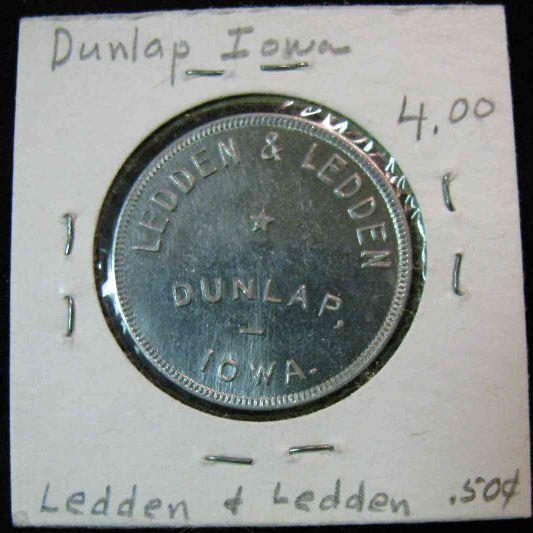 Dunlap Iowa
4.00
LEDDEN & LEDDEN
DUNLAP,
IOWA.
Ledden & Ledden .50¢